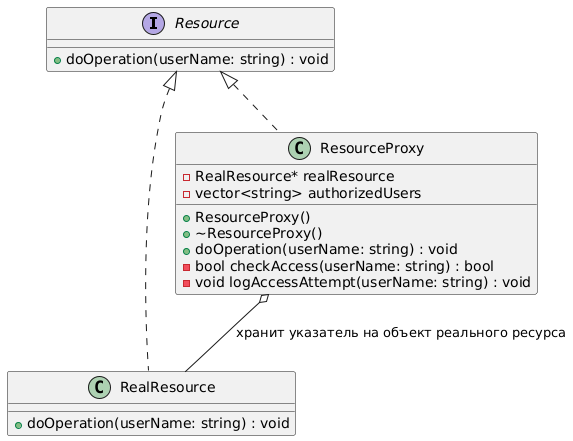 I Resource
doOperation(userName: string) : void
C ResourceProxy
RealResource* realResource
vector<string> authorizedUsers
ResourceProxy()
~ResourceProxy()
doOperation(userName: string) : void
bool checkAccess(userName: string) : bool
void logAccessAttempt(userName: string) : void
хранит указатель на объект реального ресурса
C RealResource
doOperation(userName: string) : void